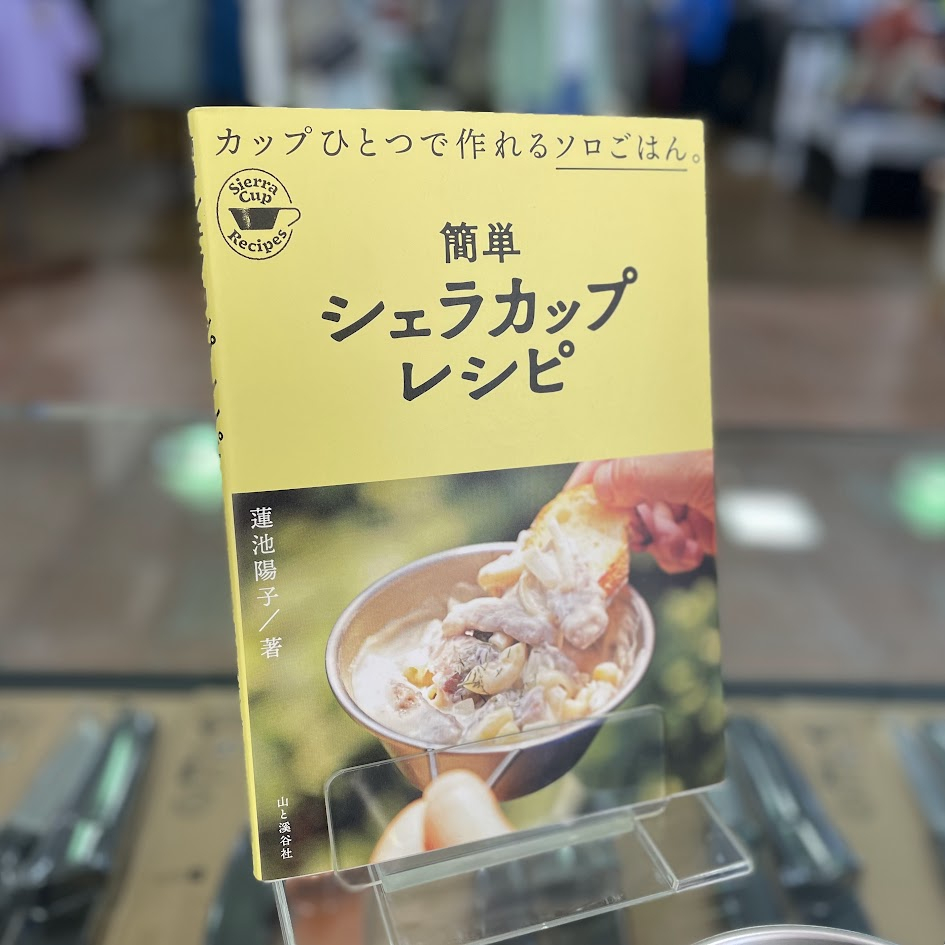 カップひとつで作れるソロごはん。
Sierra
Cup
Recipes
簡単
シェラカップ
レシピ
蓮池陽子/著
山と溪谷社